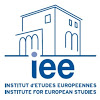 iee
INSTITUT D'ETUDES EUROPEENNES
INSTITUTE FOR EUROPEAN STUDIES